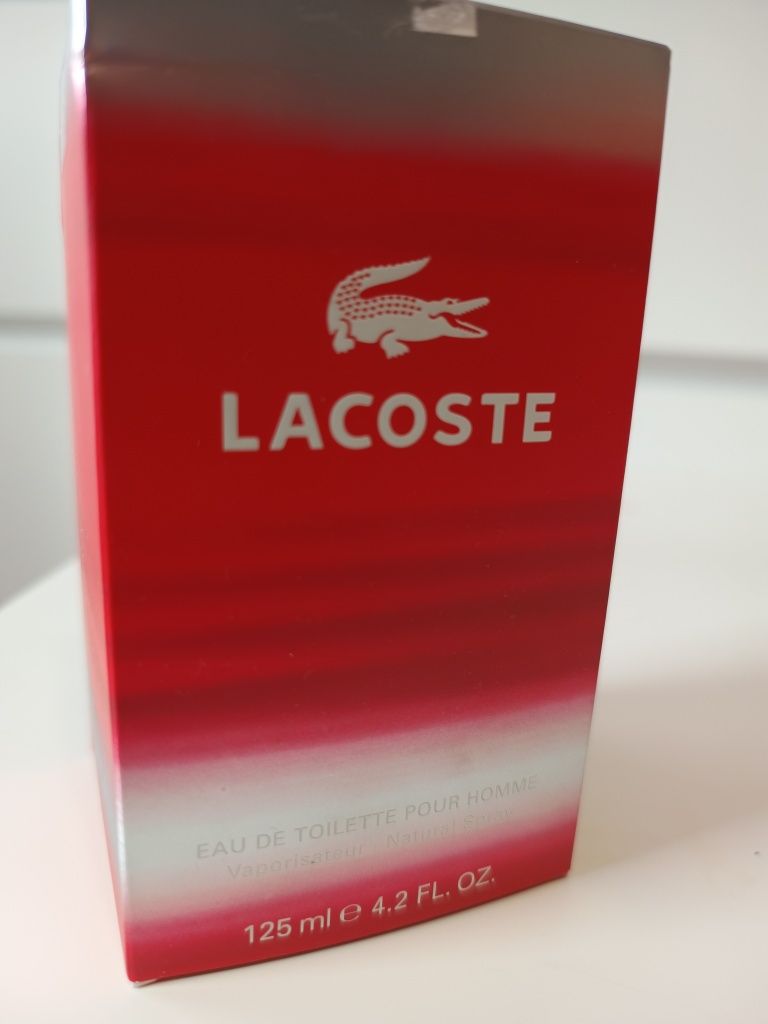 LACOSTE
EAU DE TOILETTE POUR HOMME
Vaporisateur - Natural Spray
125 ml ℮ 4.2 FL. OZ.